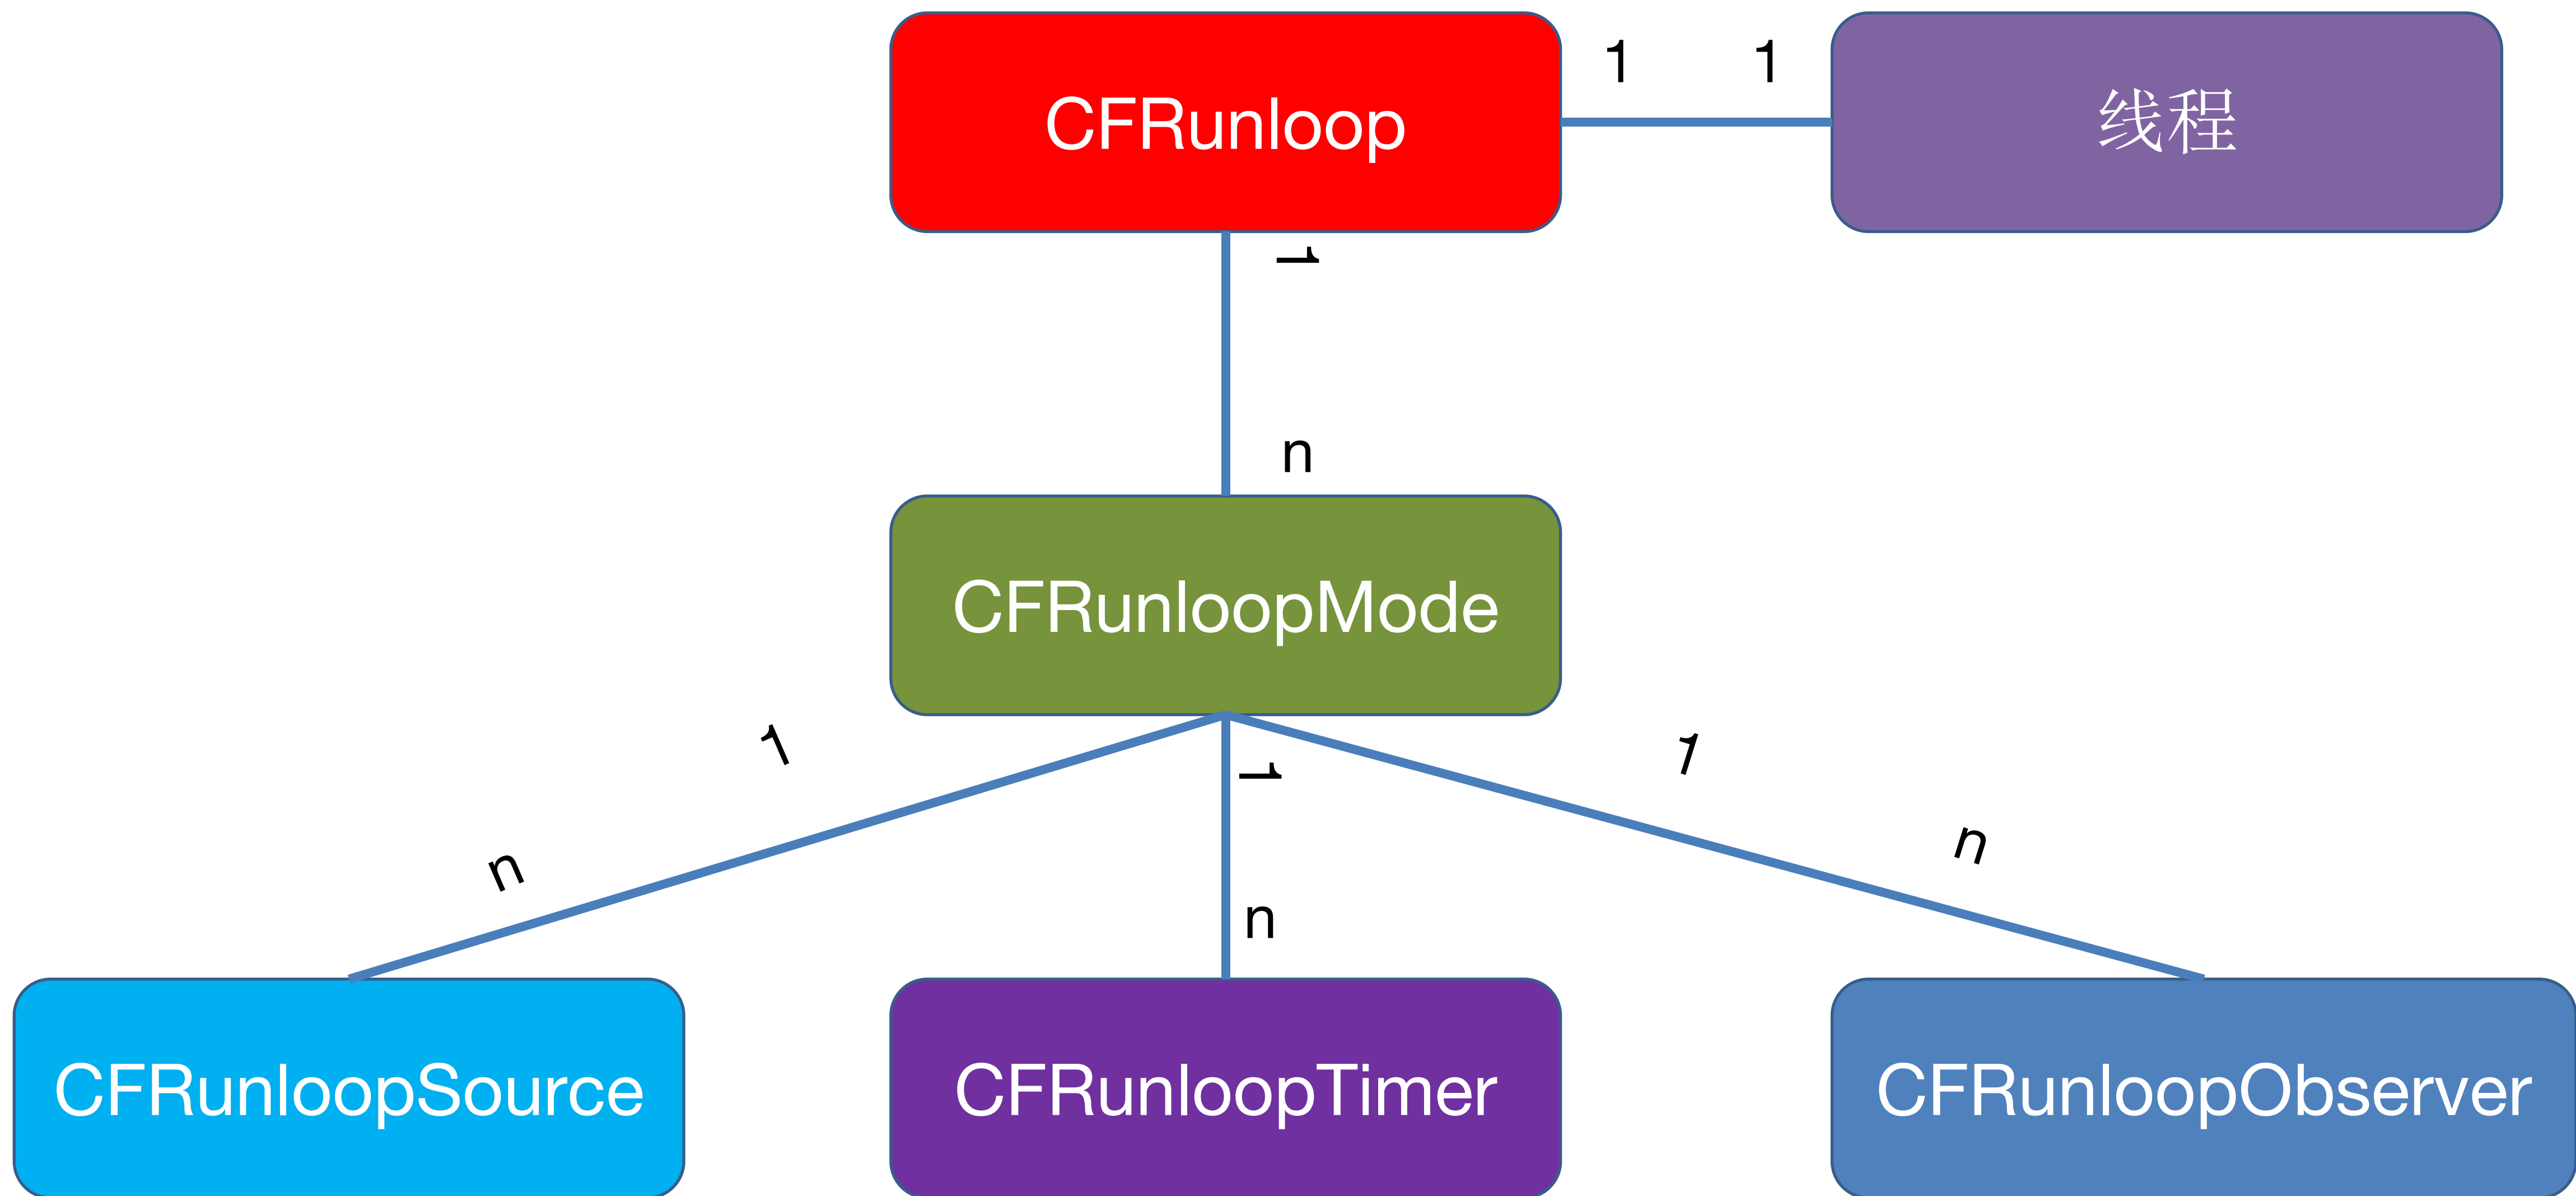 CFRunloop
1 1
线程
1
n
CFRunloopMode
1
1
1
n
n
n
CFRunloopSource
CFRunloopTimer
CFRunloopObserver